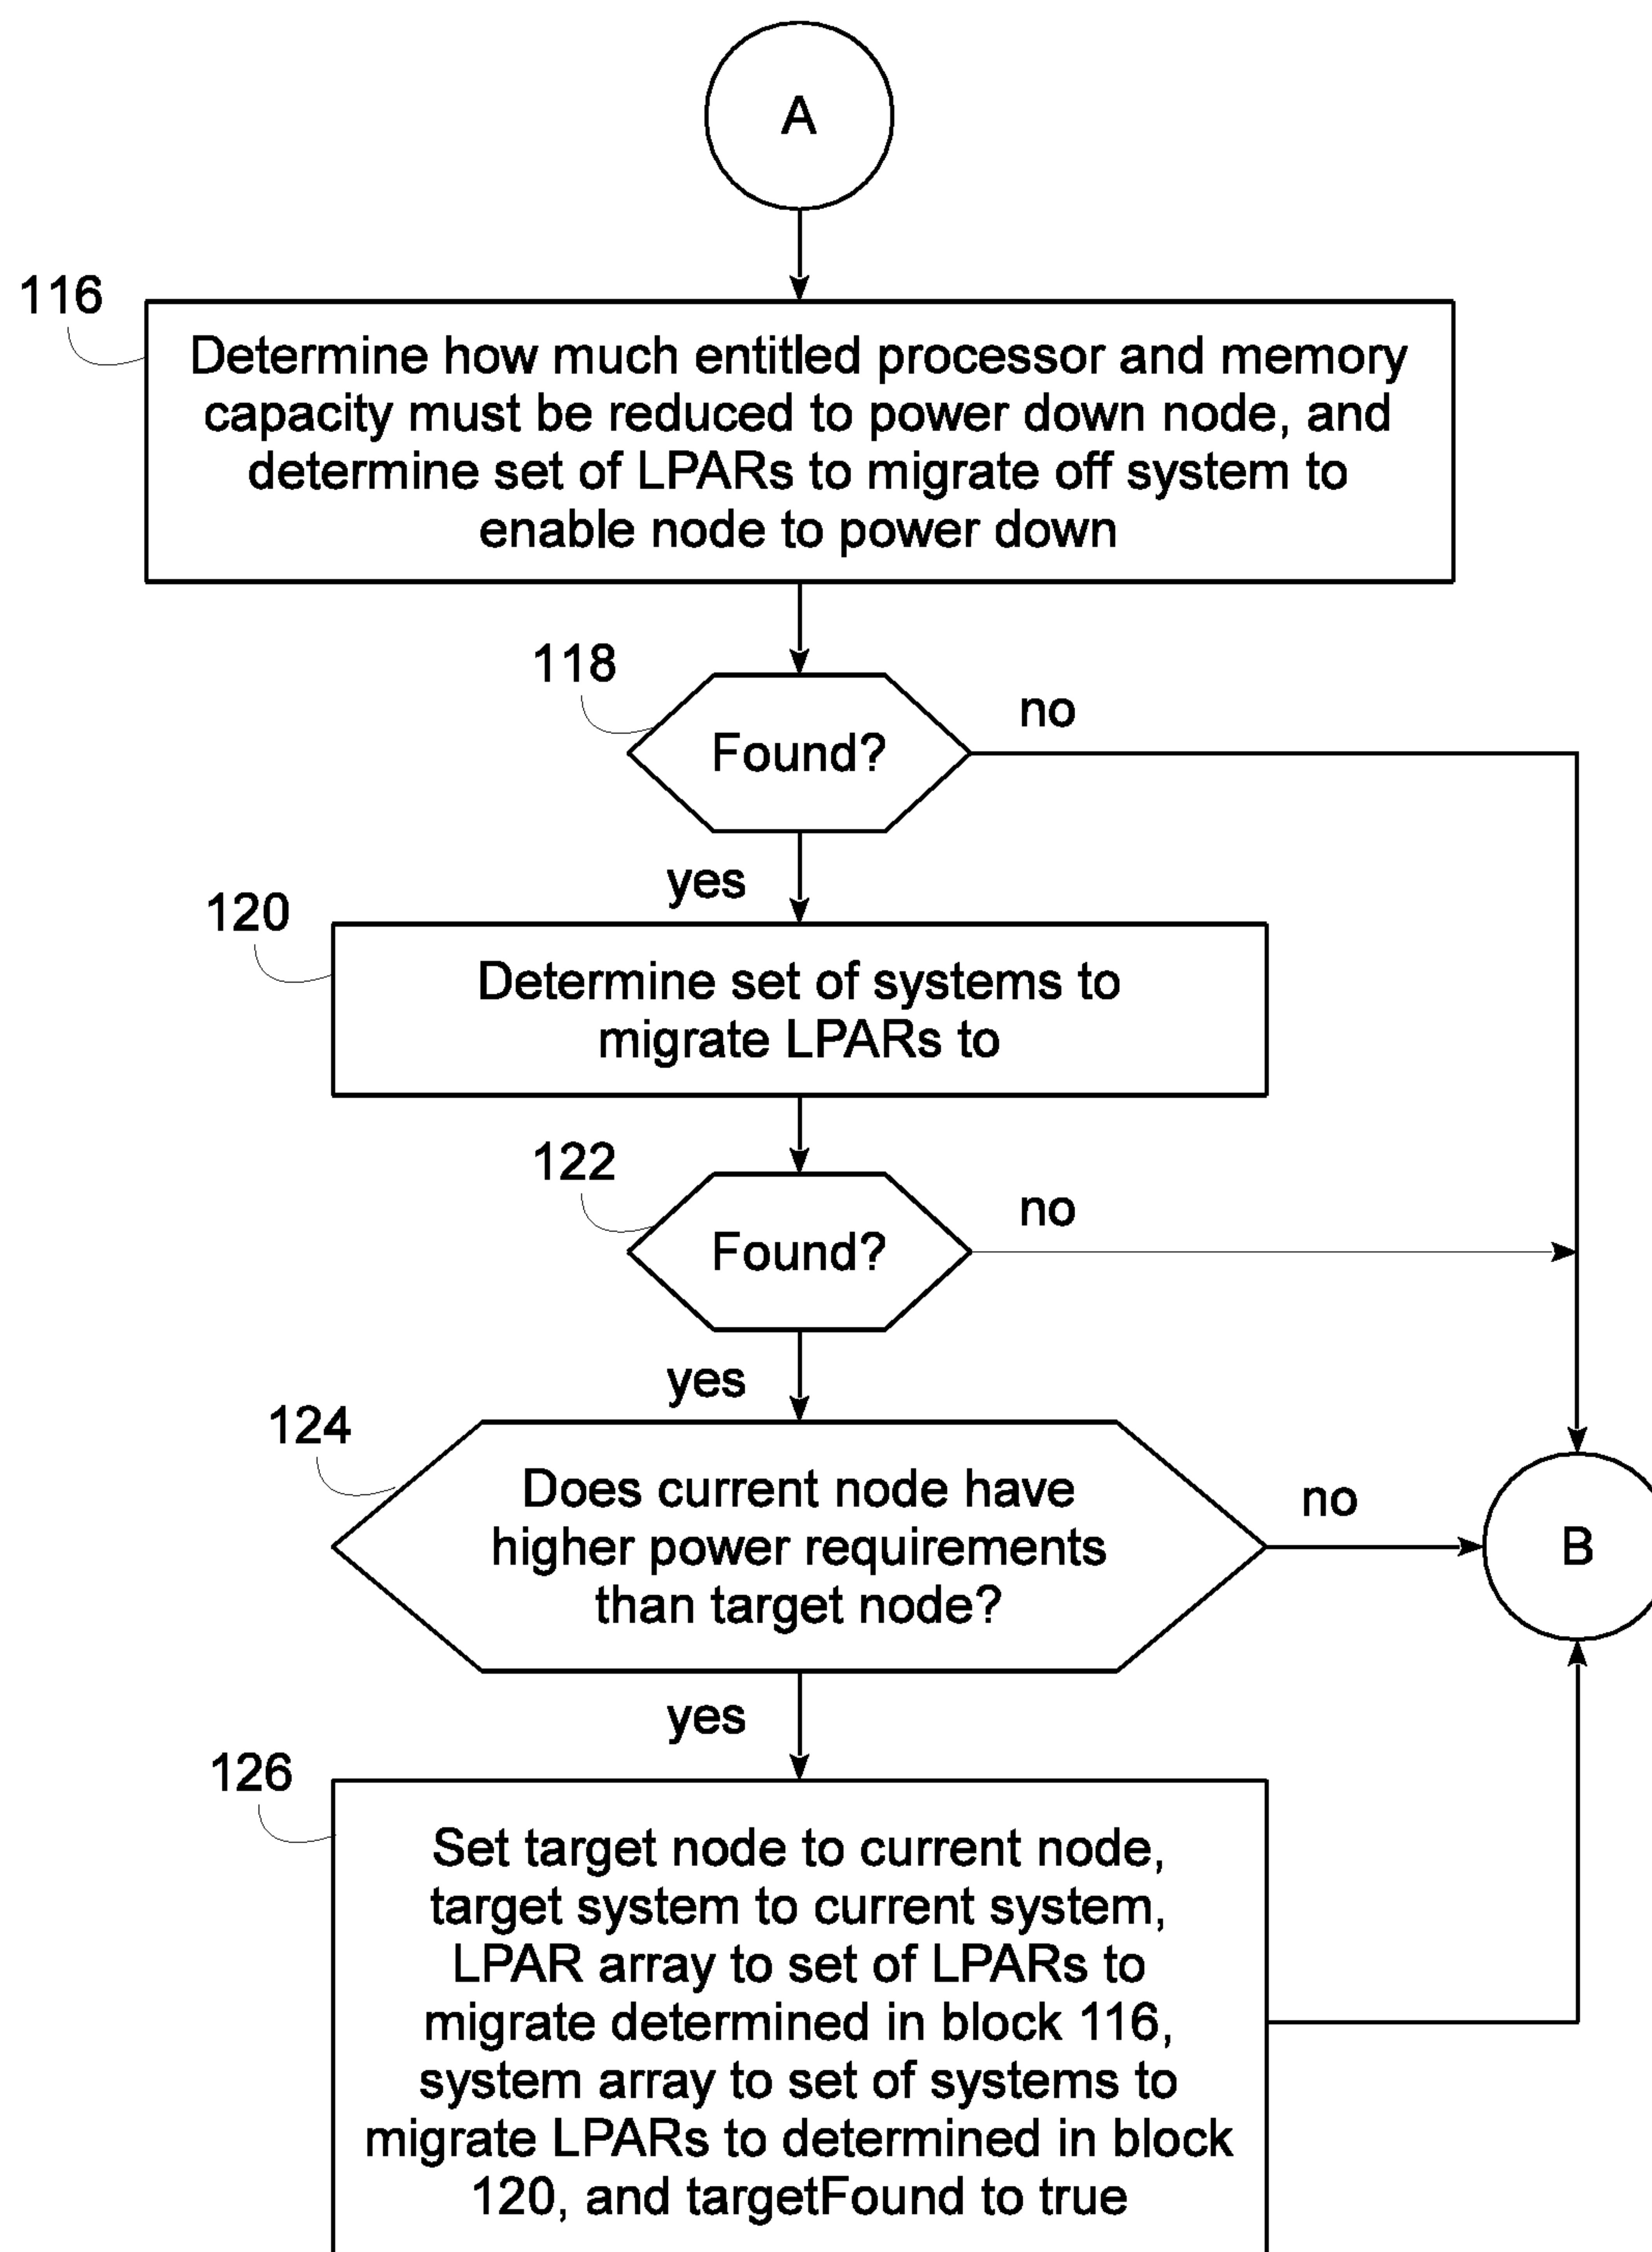 A
116
Determine how much entitled processor and memory
capacity must be reduced to power down node, and
determine set of LPARs to migrate off system to
enable node to power down
118
Found?
no
yes
120
Determine set of systems to
migrate LPARs to
122
Found?
no
yes
124
Does current node have
higher power requirements
than target node?
no
B
yes
126
Set target node to current node,
target system to current system,
LPAR array to set of LPARs to
migrate determined in block 116,
system array to set of systems to
migrate LPARs to determined in block
120, and targetFound to true